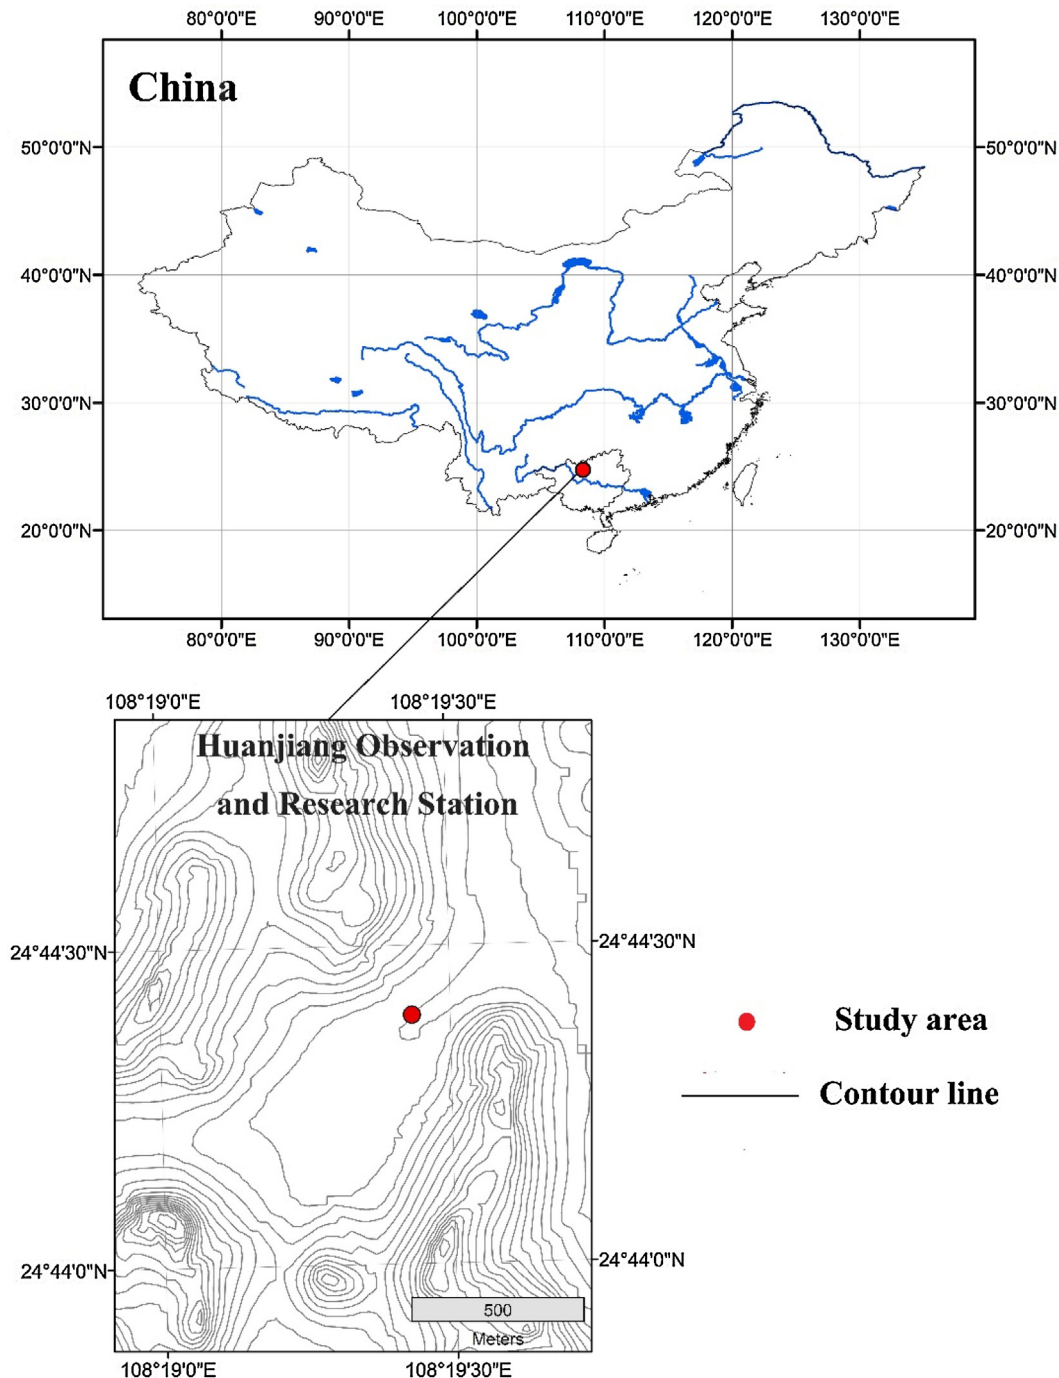 80°0'0"E 90°0'0"E 100°0'0"E 110°0'0"E 120°0'0"E 130°0'0"E
China
50°0'0"N 50°0'0"N
40°0'0"N 40°0'0"N
30°0'0"N 30°0'0"N
20°0'0"N 20°0'0"N
80°0'0"E 90°0'0"E 100°0'0"E 110°0'0"E 120°0'0"E 130°0'0"E
108°19'0"E 108°19'30"E
Huanjiang Observation
and Research Station
24°44'30"N 24°44'30"N
Study area
Contour line
24°44'0"N 24°44'0"N
500
Meters
108°19'0"E 108°19'30"E